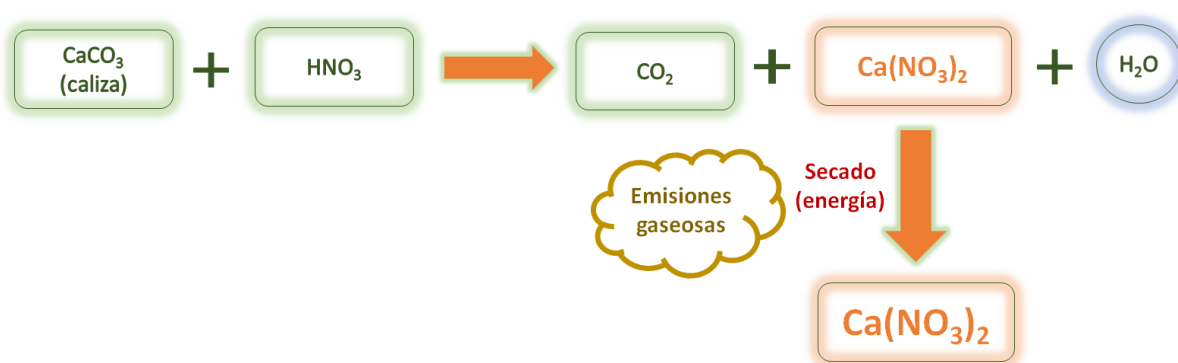 CaCO₃
(caliza)
+
HNO₃
CO₂
+
Ca(NO₃)₂
+
H₂O
Emisiones
gaseosas
Secado
(energía)
Ca(NO₃)₂